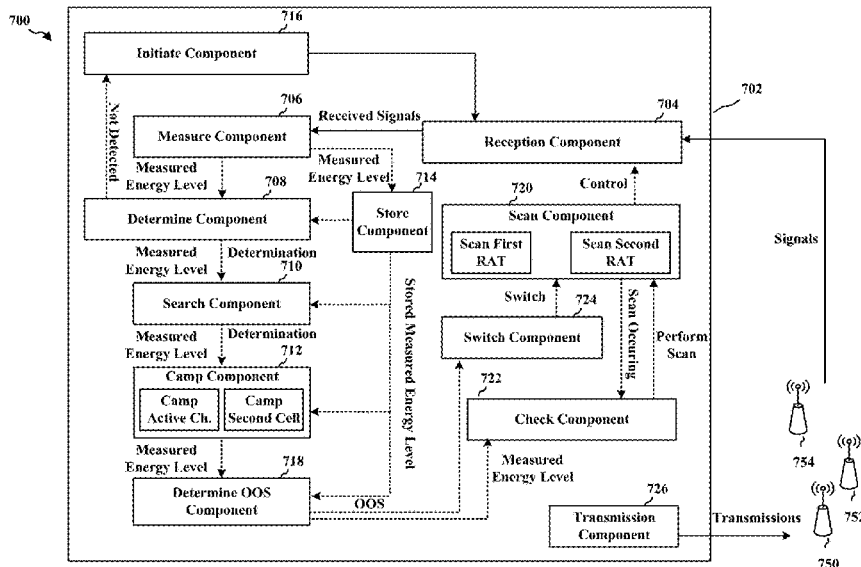 700
716
Initiate Component
702
706
Measure Component
Received Signals
704
Reception Component
Not Detected
Measured
Energy Level
Measured
Energy Level
714
Store
Component
708
Determine Component
Control
720
Scan Component
Scan First
RAT
Scan Second
RAT
Signals
Measured
Energy Level
Determination
710
Search Component
Stored Measured Energy Level
Switch
724
Switch Component
Scan Occuring
Perform
Scan
Measured
Energy Level
Determination
712
Camp Component
Camp
Active Ch.
Camp
Second Cell
722
Check Component
754
Measured
Energy Level
718
Determine OOS
Component
OOS
Measured
Energy Level
726
Transmission
Component
Transmissions
752
750